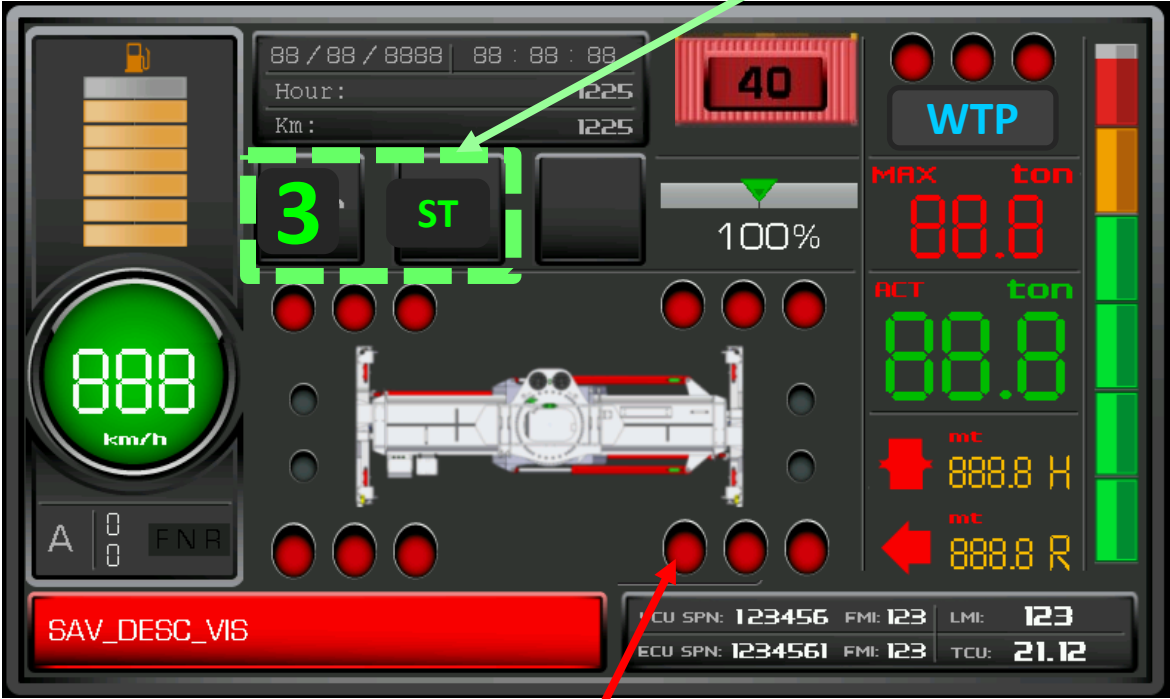 88/88/8888 88:88:88
Hour: 1225
Km: 1225
40
WTP
3 ST
100%
MAX ton
88.8
ACT ton
88.8
888
km/h
mt
888.8 H
mt
888.8 R
A 0 FNR
0
SAV_DESC_VIS
ECU SPN: 123456 FMI: 123 LMI: 123
ECU SPN: 1234561 FMI: 123 TCU: 21.12